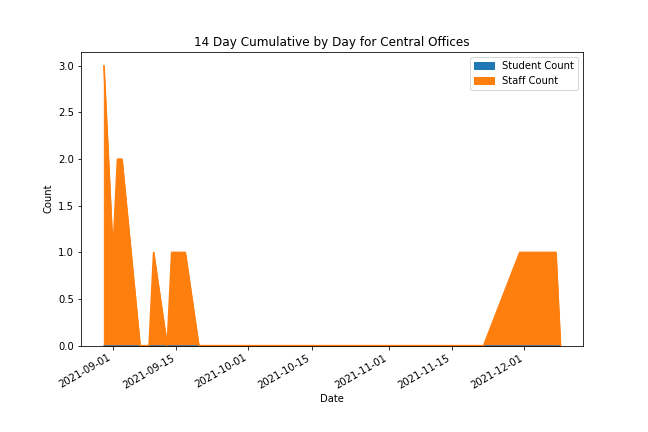 14 Day Cumulative by Day for Central Offices
Student Count
Staff Count
3.0
2.5
2.0
1.5
1.0
0.5
0.0
Count
2021-09-01
2021-09-15
2021-10-01
2021-10-15
2021-11-01
2021-11-15
2021-12-01
Date